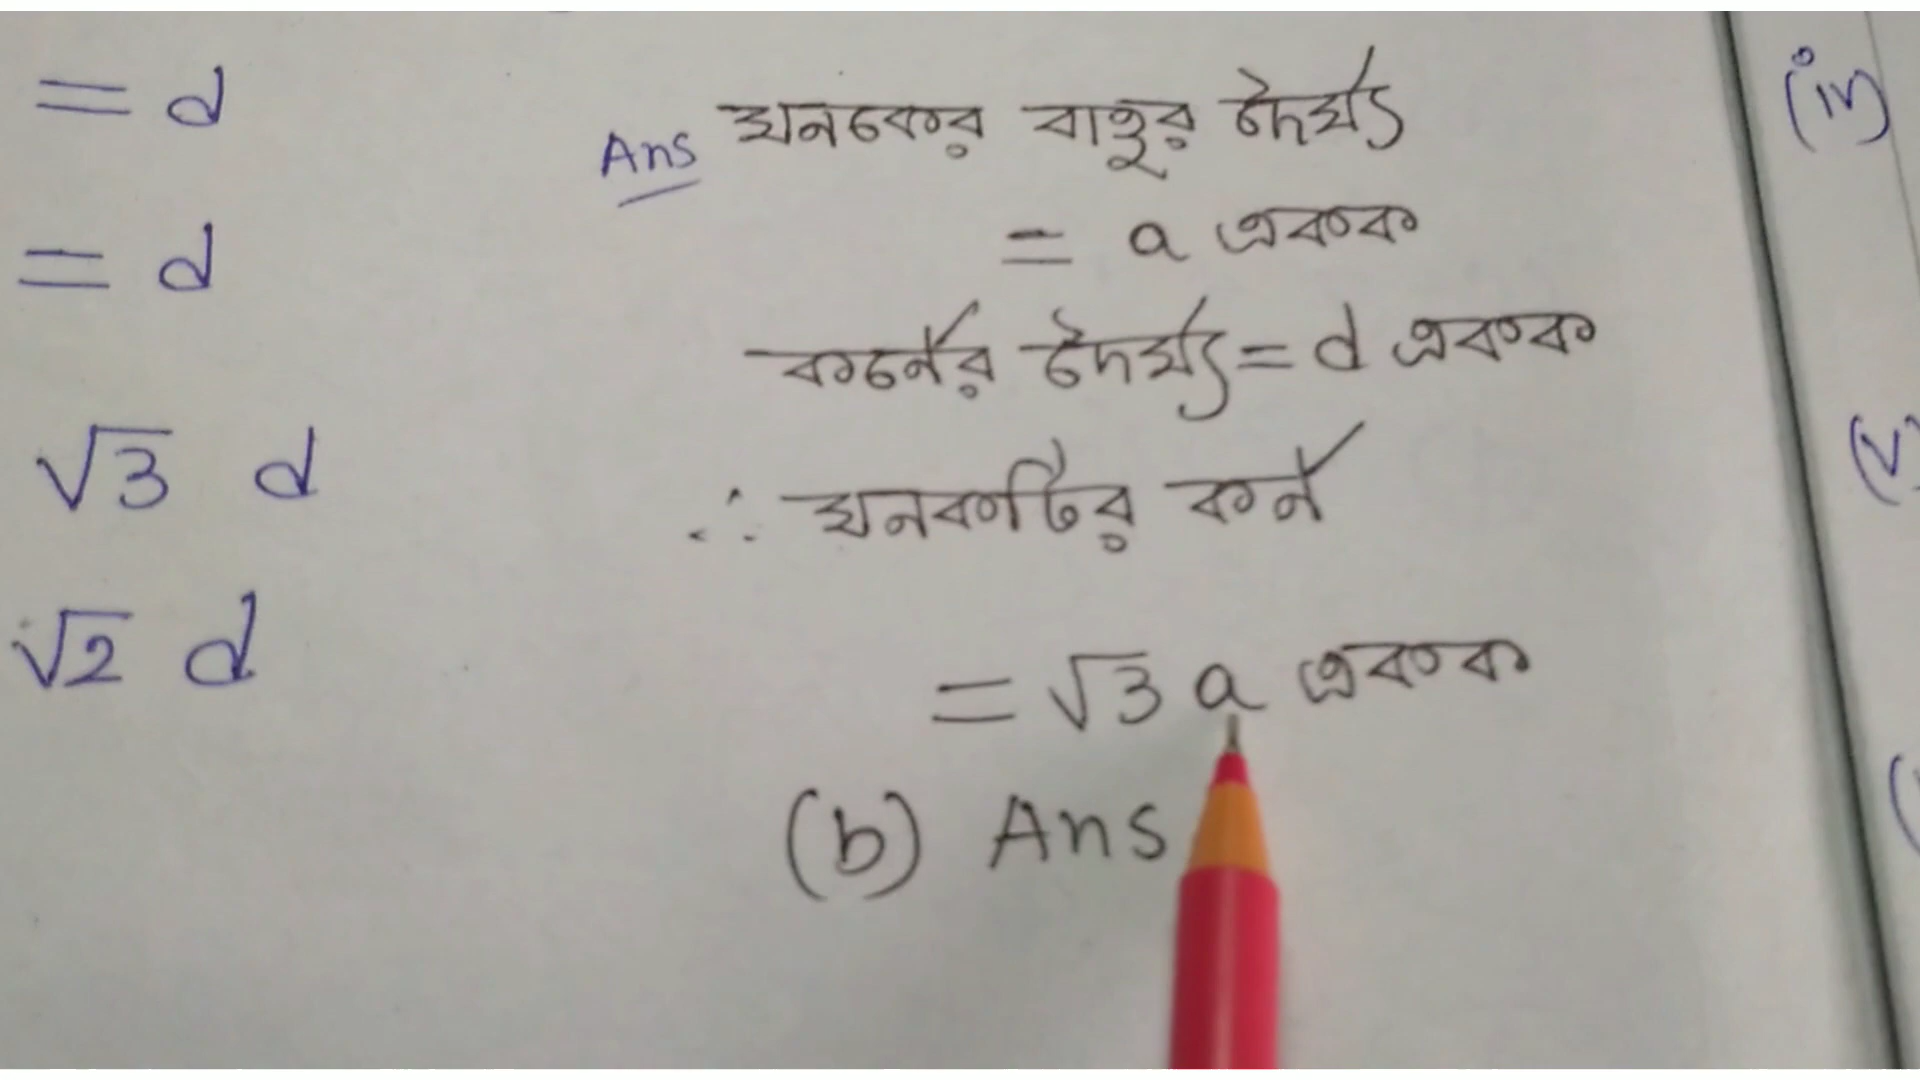 = d
= d
√3 d
√2 d
Ans ঘনকের বাহুর দৈর্ঘ্য
= a একক
কর্নের দৈর্ঘ্য = d একক
∴ ঘনকটির কর্ন
= √3 a একক
(b) Ans
(iv)
(v)